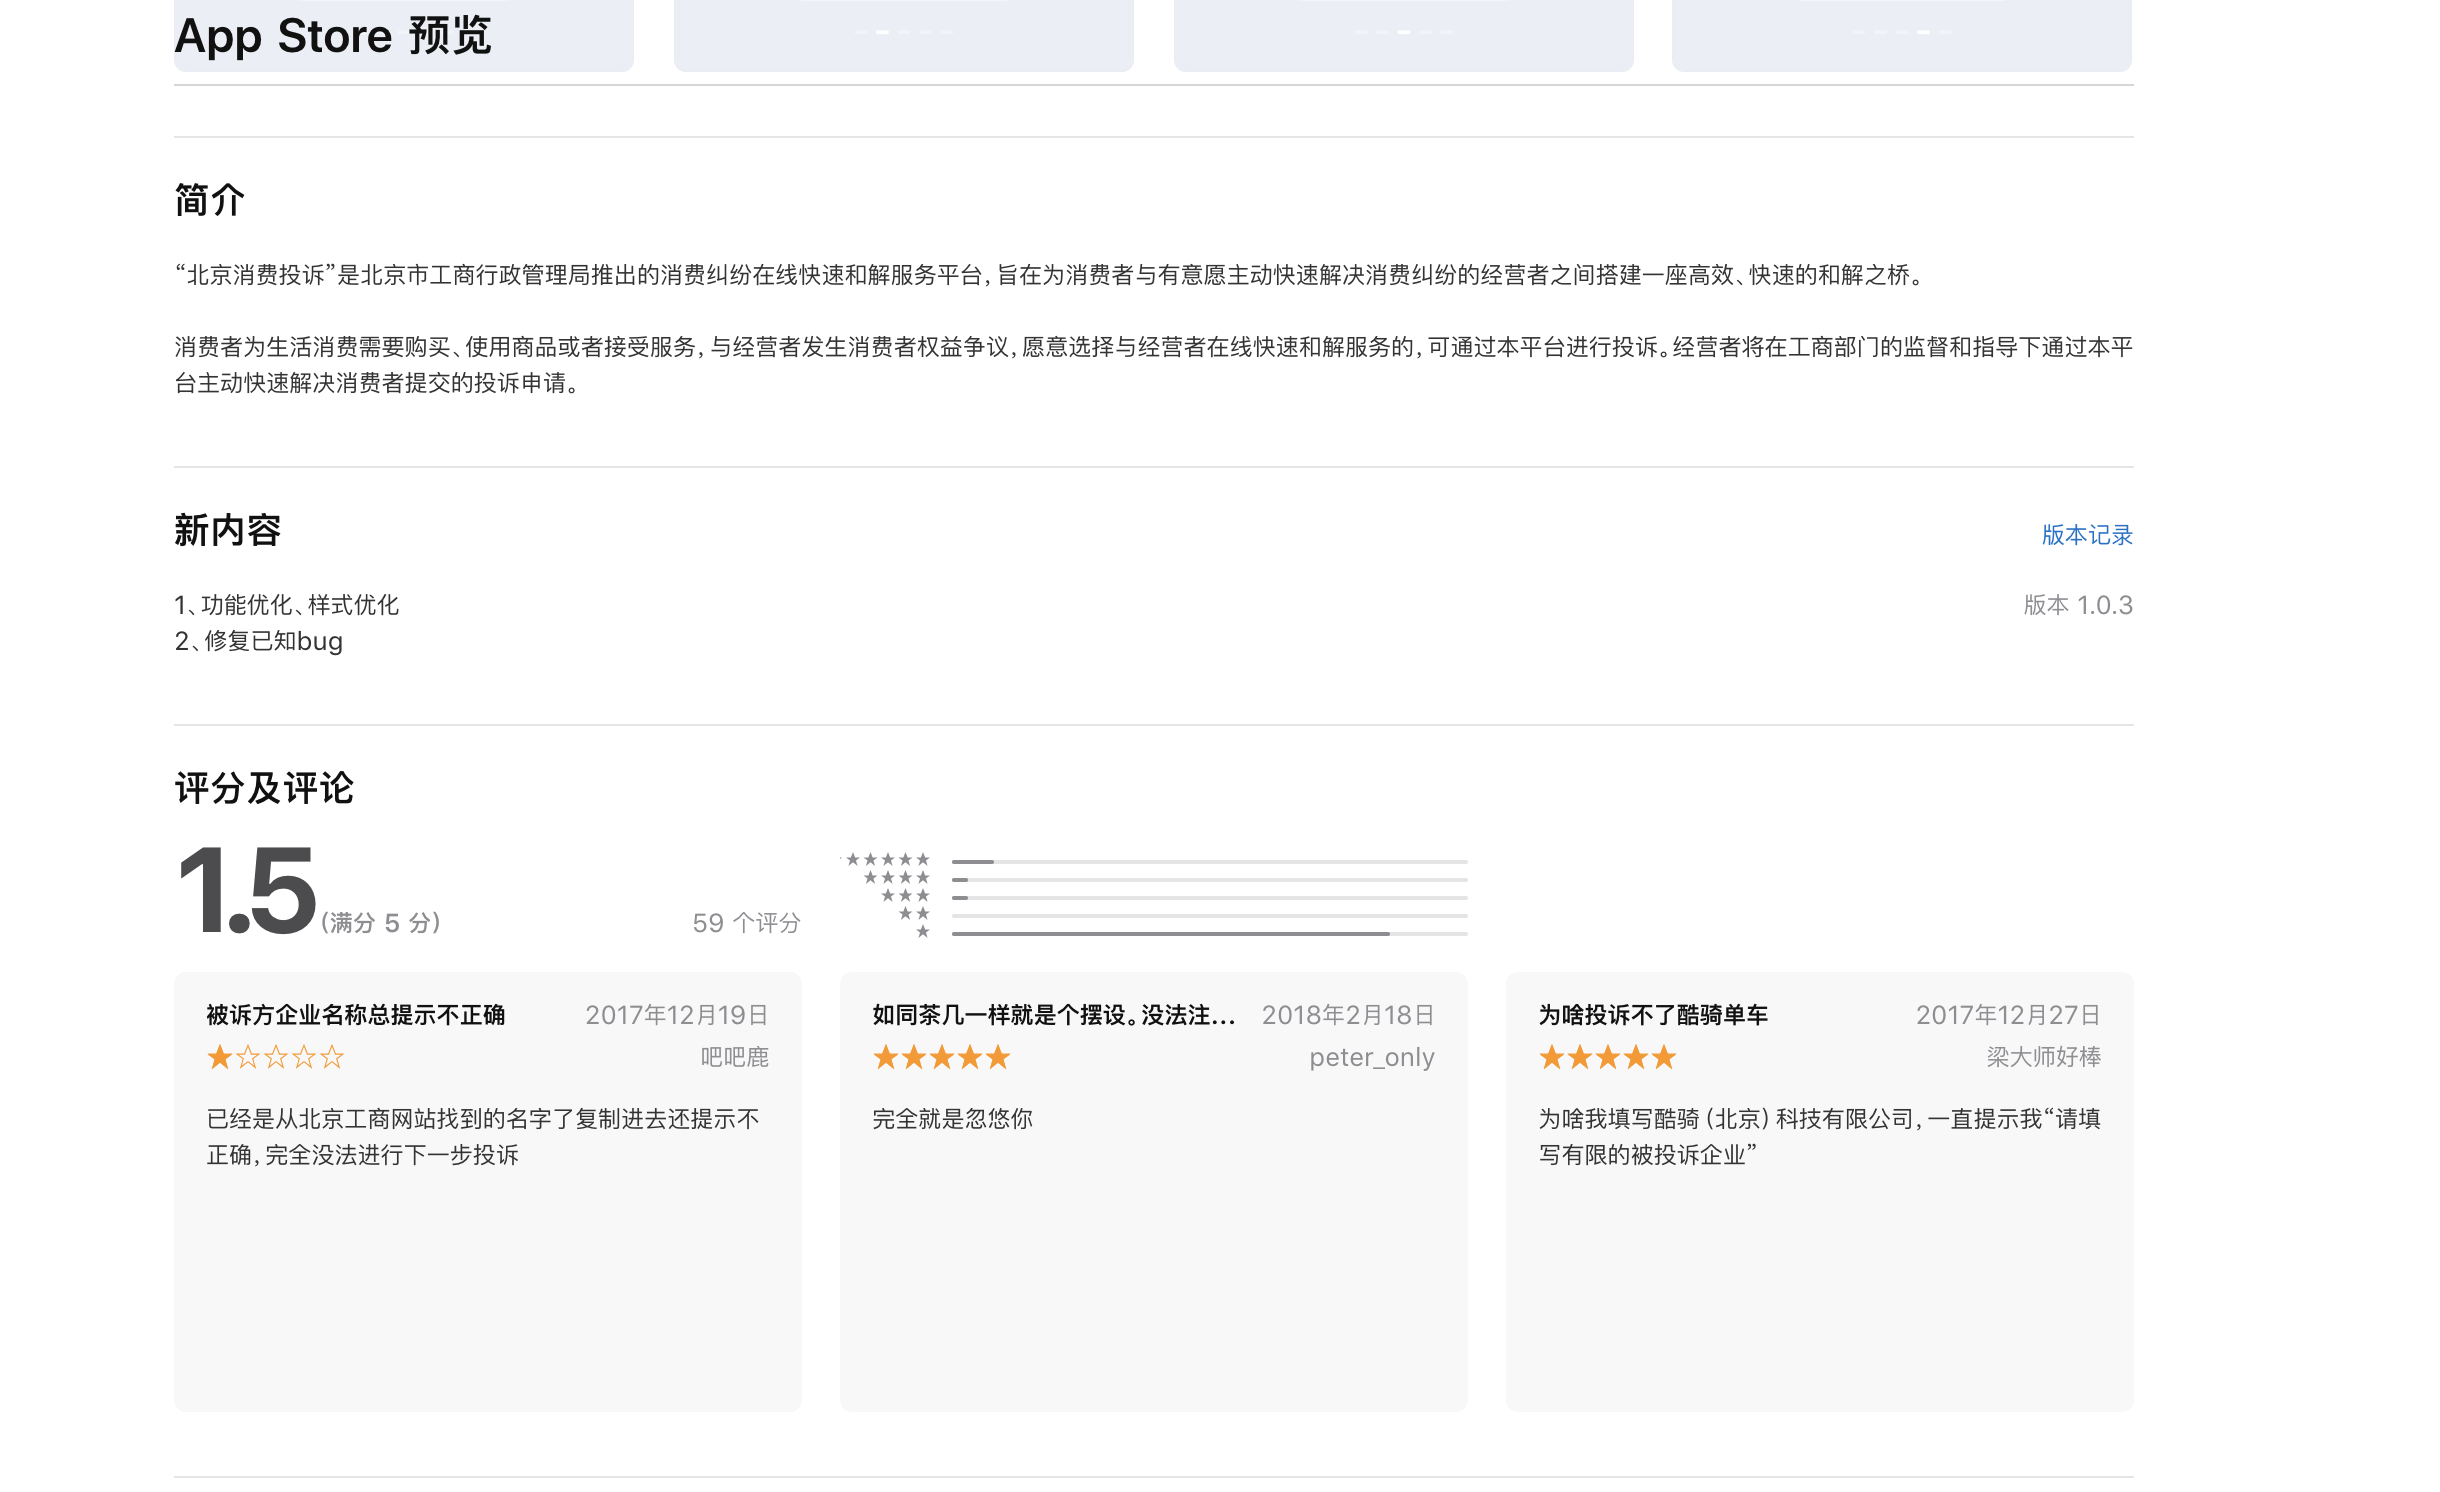 App Store 预览
简介
“北京消费投诉”是北京市工商行政管理局推出的消费纠纷在线快速和解服务平台，旨在为消费者与有意愿主动快速解决消费纠纷的经营者之间搭建一座高效、快速的和解之桥。
消费者为生活消费需要购买、使用商品或者接受服务，与经营者发生消费者权益争议，愿意选择与经营者在线快速和解服务的，可通过本平台进行投诉。经营者将在工商部门的监督和指导下通过本平
台主动快速解决消费者提交的投诉申请。
新内容
版本记录
1、功能优化、样式优化
版本 1.0.3
2、修复已知bug
评分及评论
1.5（满分 5 分）
59 个评分
被诉方企业名称总提示不正确
2017年12月19日
吧吧鹿
已经是从北京工商网站找到的名字了复制进去还提示不
正确，完全没法进行下一步投诉
如同茶几一样就是个摆设。没法注…
2018年2月18日
peter_only
完全就是忽悠你
为啥投诉不了酷骑单车
2017年12月27日
梁大师好棒
为啥我填写酷骑（北京）科技有限公司，一直提示我“请填
写有限的被投诉企业”